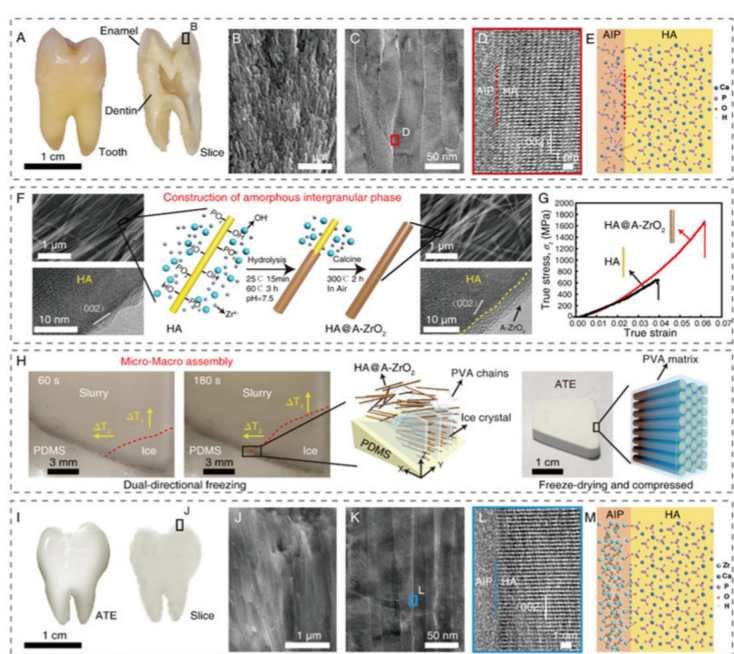 A
Enamel
B
Dentin
1 cm
Tooth
Slice
B
1 µm
C
D
50 nm
D
AIP
HA
(002)
1 nm
E
AIP
HA
Ca
P
O
H
F
Construction of amorphous intergranular phase
1 µm
HA
(002)
10 nm
OH-
PO-
OH-
Zr4+
HA
Hydrolysis
25℃ 15min
60℃ 3 h
pH=7.5
Calcine
300℃ 2 h
In Air
HA@A-ZrO2
1 µm
HA
(002)
A-ZrO2
10 µm
G
True stress, σt (MPa)
2000
1800
1600
1400
1200
1000
800
600
400
200
0
HA@A-ZrO2
HA
0.00 0.01 0.02 0.03 0.04 0.05 0.06 0.07
True strain
H
Micro-Macro assembly
60 s
Slurry
ΔT1
ΔT2
PDMS
Ice
3 mm
180 s
Slurry
ΔT1
ΔT2
PDMS
Ice
3 mm
Dual-directional freezing
HA@A-ZrO2
PVA chains
Ice crystal
PDMS
X
Z
Y
ATE
1 cm
PVA matrix
Freeze-drying and compressed
I
J
1 cm
ATE
Slice
J
1 µm
K
L
50 nm
L
AIP
HA
(002)
M
AIP
HA
Zr
Ca
P
O
H